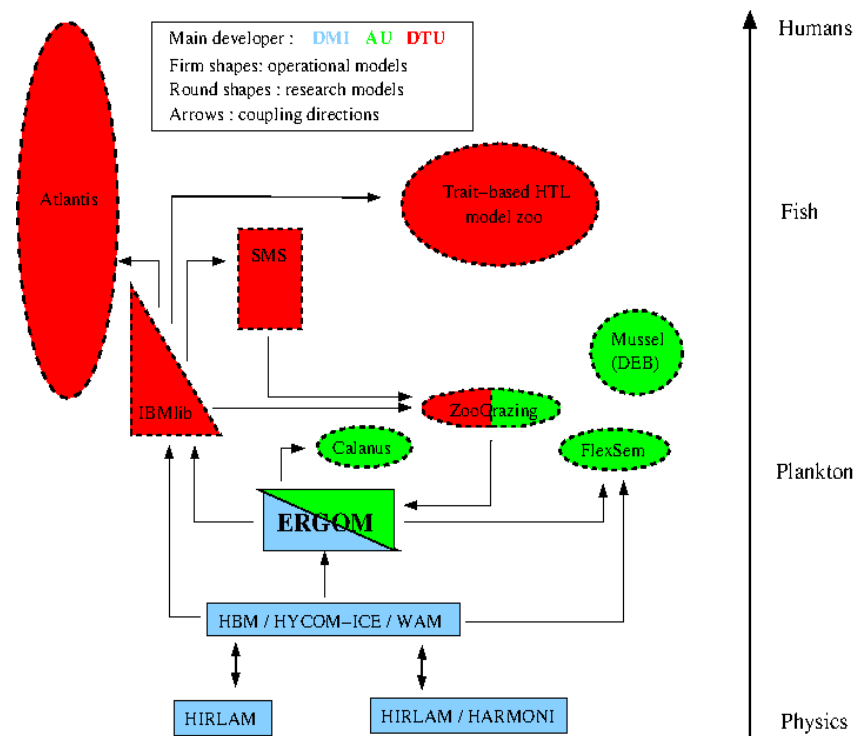 Main developer : DMI AU DTU
Firm shapes: operational models
Round shapes : research models
Arrows : coupling directions
Humans
Atlantis
Trait-based HTL
model zoo
Fish
SMS
Mussel
(DEB)
IBMlib
ZooGrazing
Calanus
FlexSem
Plankton
ERGOM
HBM / HYCOM-ICE / WAM
HIRLAM
HIRLAM / HARMONI
Physics